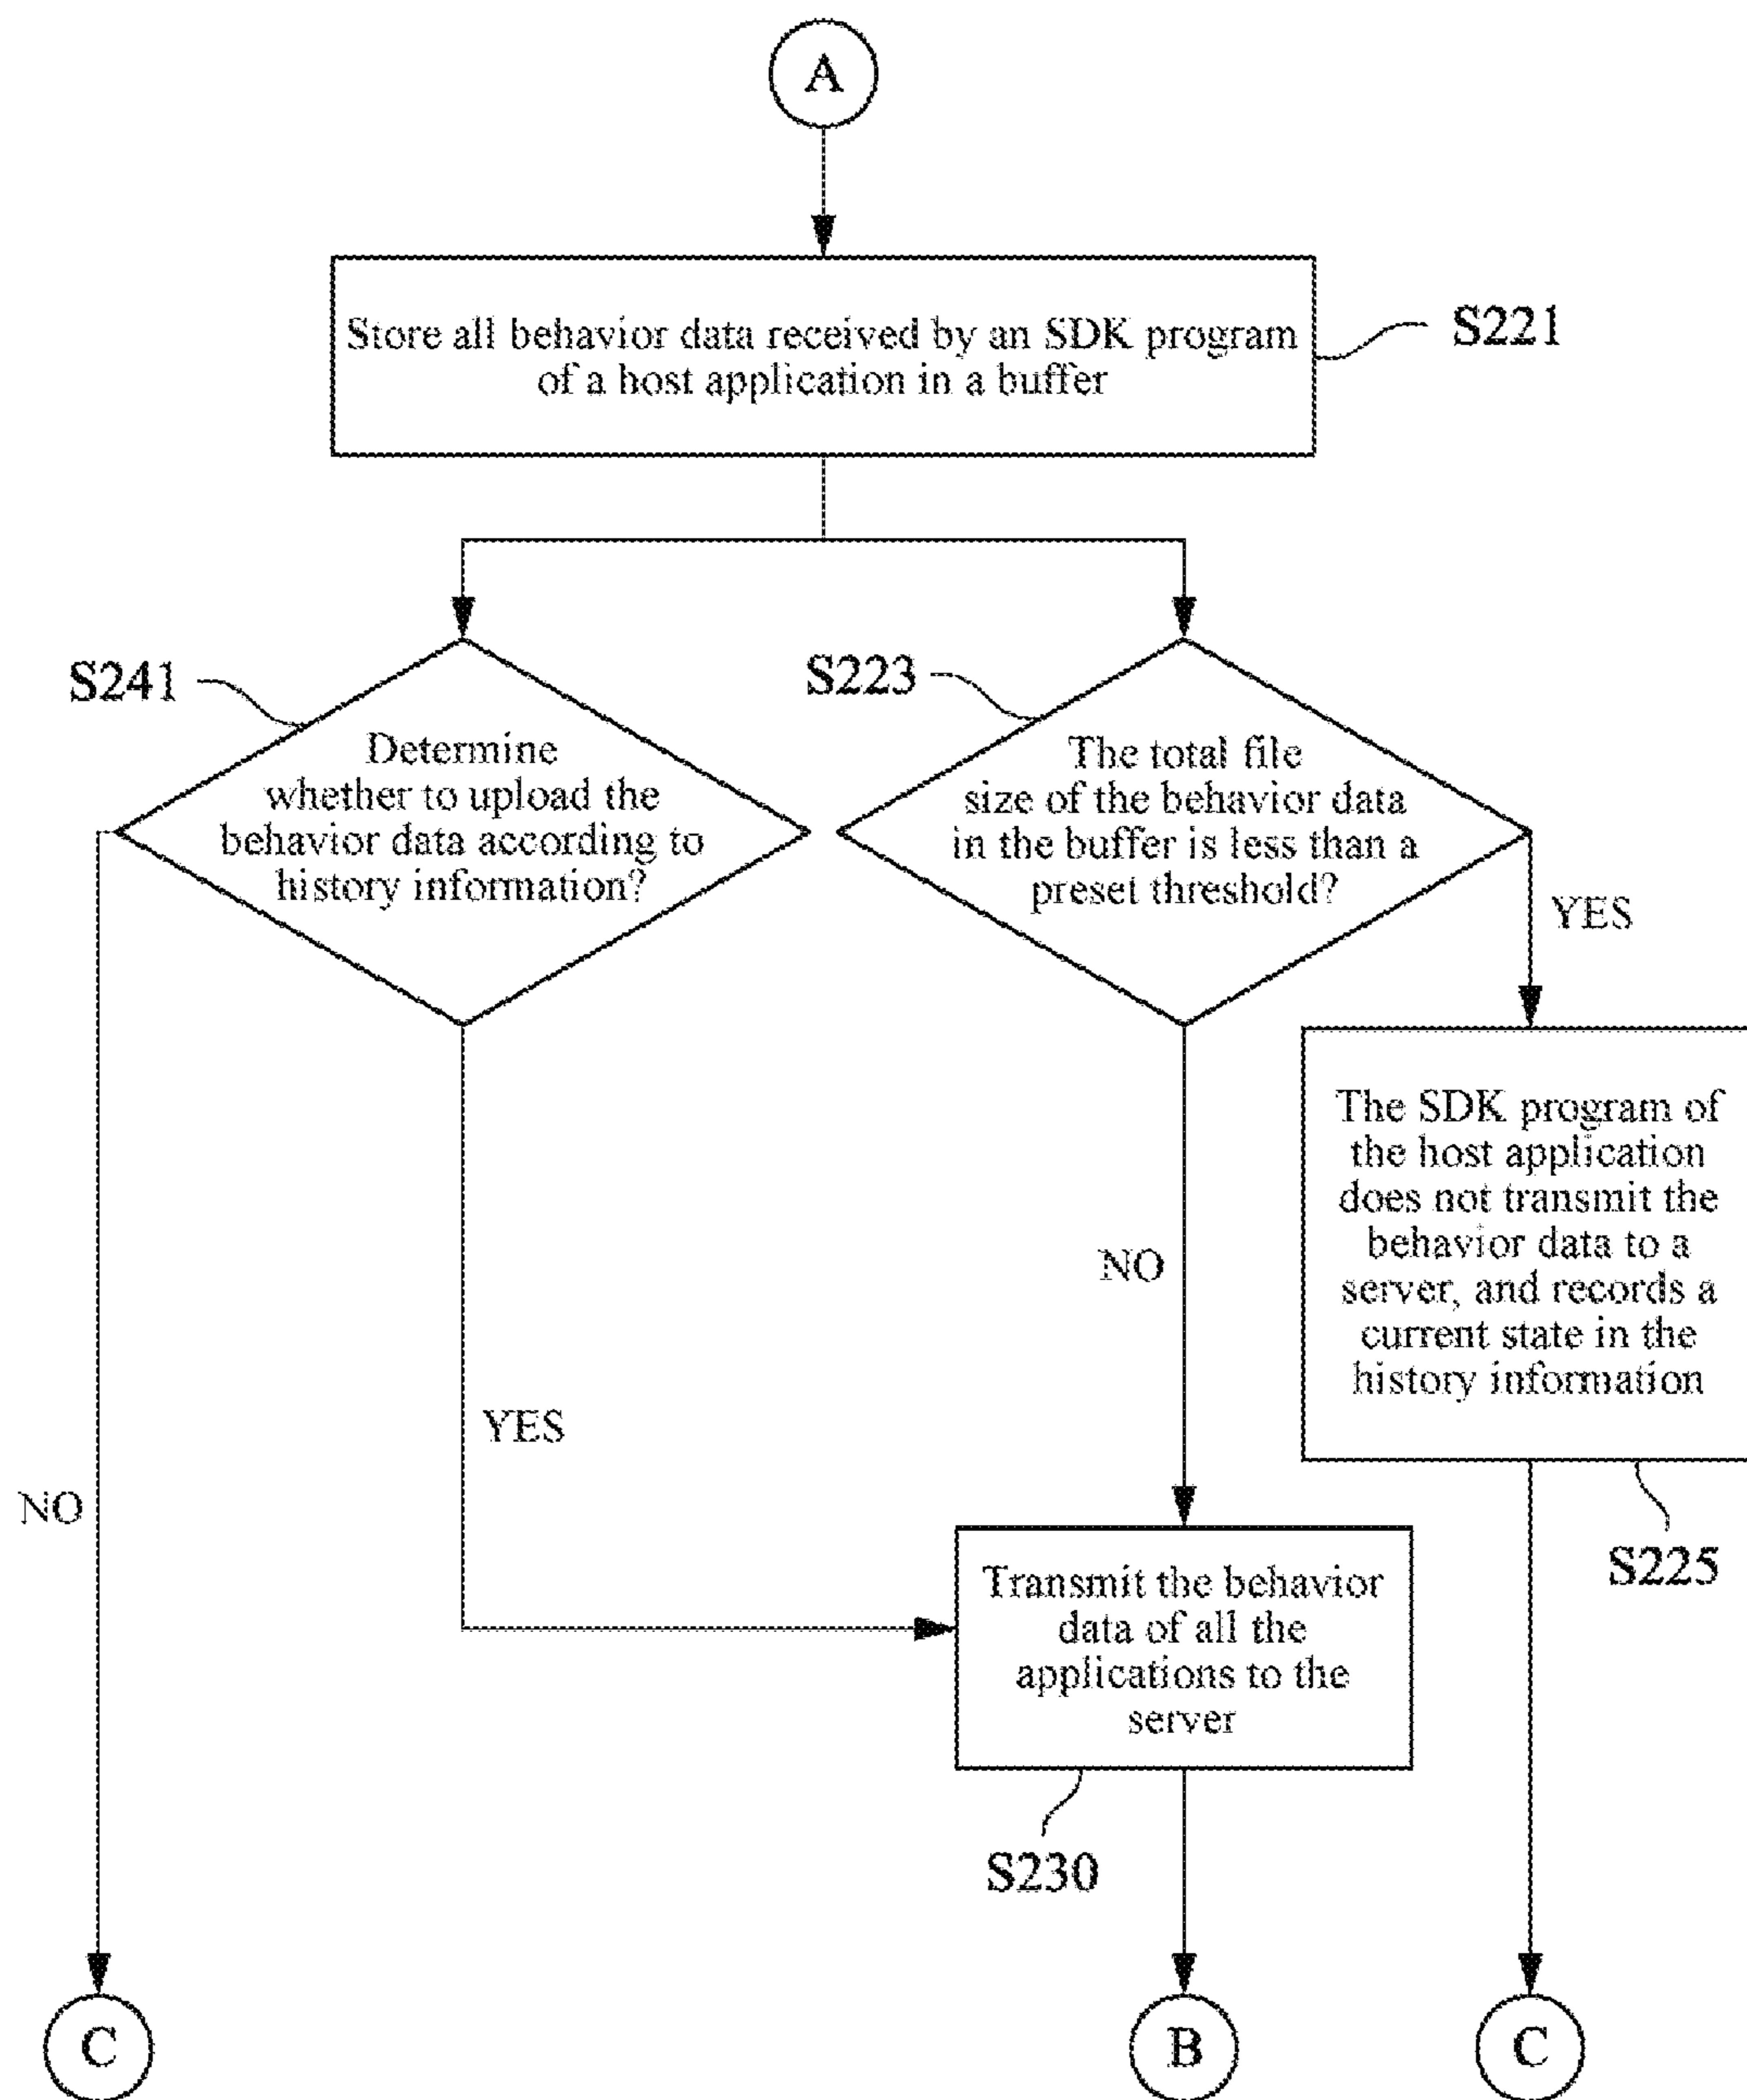 A
Store all behavior data received by an SDK program
of a host application in a buffer
S221
S241
Determine
whether to upload the
behavior data according to
history information?
S223
The total file
size of the behavior data
in the buffer is less than a
preset threshold?
YES
The SDK program of
the host application
does not transmit the
behavior data to a
server, and records a
current state in the
history information
S225
NO
YES
NO
Transmit the behavior
data of all the
applications to the
server
S230
C
B
C